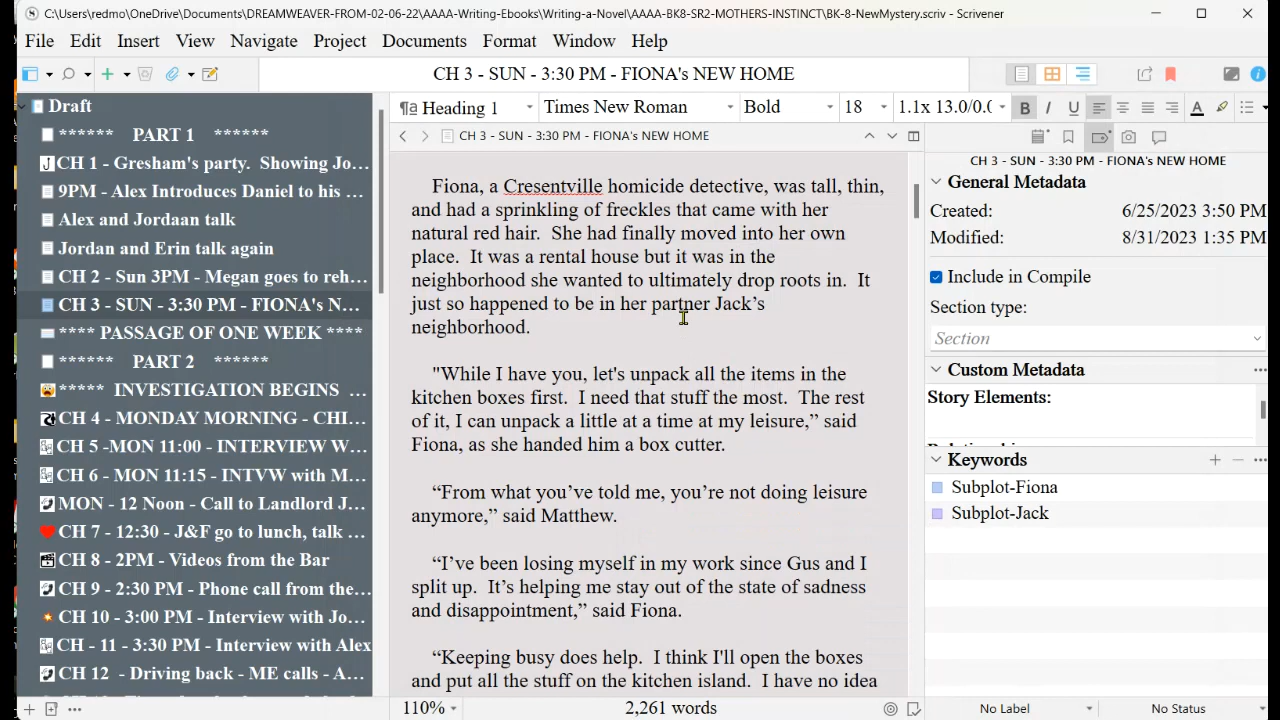 C:\Users\redmo\OneDrive\Documents\DREAMWEAVER-FROM-02-06-22\AAAA-Writing-Ebooks\Writing-a-Novel\AAAA-BK8-SR2-MOTHERS-INSTINCT\BK-8-NewMystery.scriv - Scrivener
File Edit Insert View Navigate Project Documents Format Window Help
CH 3 - SUN - 3:30 PM - FIONA's NEW HOME
Draft
****** PART 1 ******
CH 1 - Gresham's party. Showing Jo...
9PM - Alex Introduces Daniel to his ...
Alex and Jordaan talk
Jordan and Erin talk again
CH 2 - Sun 3PM - Megan goes to reh...
CH 3 - SUN - 3:30 PM - FIONA's N...
**** PASSAGE OF ONE WEEK ****
****** PART 2 ******
***** INVESTIGATION BEGINS ...
CH 4 - MONDAY MORNING - CHI...
CH 5 -MON 11:00 - INTERVIEW W...
CH 6 - MON 11:15 - INTVW with M...
MON - 12 Noon - Call to Landlord J...
CH 7 - 12:30 - J&F go to lunch, talk ...
CH 8 - 2PM - Videos from the Bar
CH 9 - 2:30 PM - Phone call from the...
CH 10 - 3:00 PM - Interview with Jo...
CH - 11 - 3:30 PM - Interview with Alex
CH 12 - Driving back - ME calls - A...
¶a Heading 1 Times New Roman Bold 18 1.1x 13.0/0.( B I U A
CH 3 - SUN - 3:30 PM - FIONA's NEW HOME
Fiona, a Cresentville homicide detective, was tall, thin,
and had a sprinkling of freckles that came with her
natural red hair. She had finally moved into her own
place. It was a rental house but it was in the
neighborhood she wanted to ultimately drop roots in. It
just so happened to be in her partner Jack’s
neighborhood.
"While I have you, let's unpack all the items in the
kitchen boxes first. I need that stuff the most. The rest
of it, I can unpack a little at a time at my leisure,” said
Fiona, as she handed him a box cutter.
“From what you’ve told me, you’re not doing leisure
anymore,” said Matthew.
“I’ve been losing myself in my work since Gus and I
split up. It’s helping me stay out of the state of sadness
and disappointment,” said Fiona.
“Keeping busy does help. I think I'll open the boxes
and put all the stuff on the kitchen island. I have no idea
110% 2,261 words
CH 3 - SUN - 3:30 PM - FIONA's NEW HOME
General Metadata
Created: 6/25/2023 3:50 PM
Modified: 8/31/2023 1:35 PM
Include in Compile
Section type:
Section
Custom Metadata ...
Story Elements:
Keywords + − ...
Subplot-Fiona
Subplot-Jack
No Label No Status